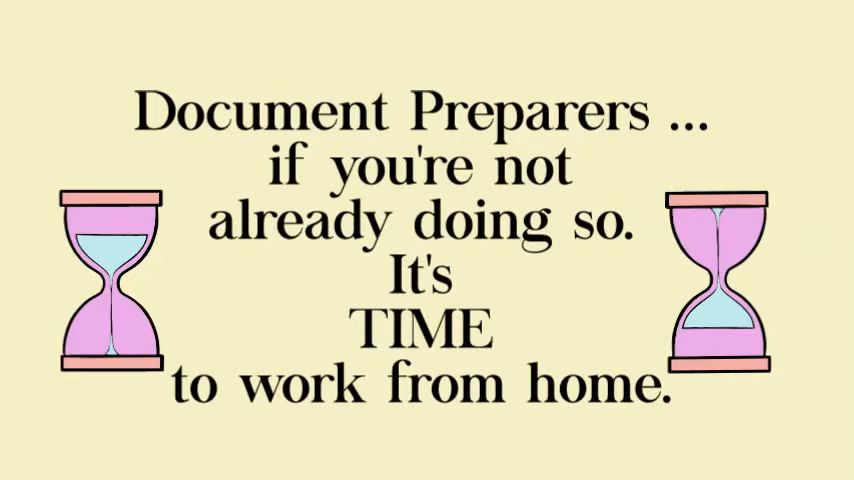 Document Preparers ...
if you're not
already doing so.
It's
TIME
to work from home.